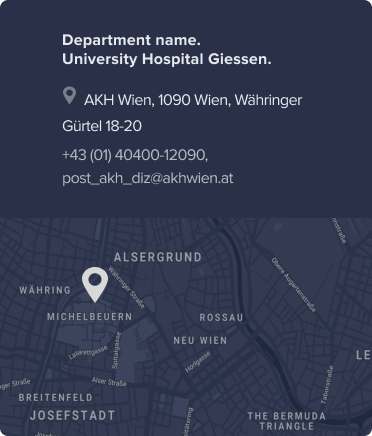 Department name.
University Hospital Giessen.
AKH Wien, 1090 Wien, Währinger
Gürtel 18-20
+43 (01) 40400-12090,
post_akh_diz@akhwien.at
ALSERGRUND
Währinger Straße
Obere Augartenstraße
WÄHRING
MICHELBEUERN
ROSSAU
NEU WIEN
Lazarettgasse
Spitalgasse
Hörlgasse
LE
Alser Straße
Taborstraße
BREITENFELD
JOSEFSTADT
THE BERMUDA
TRIANGLE